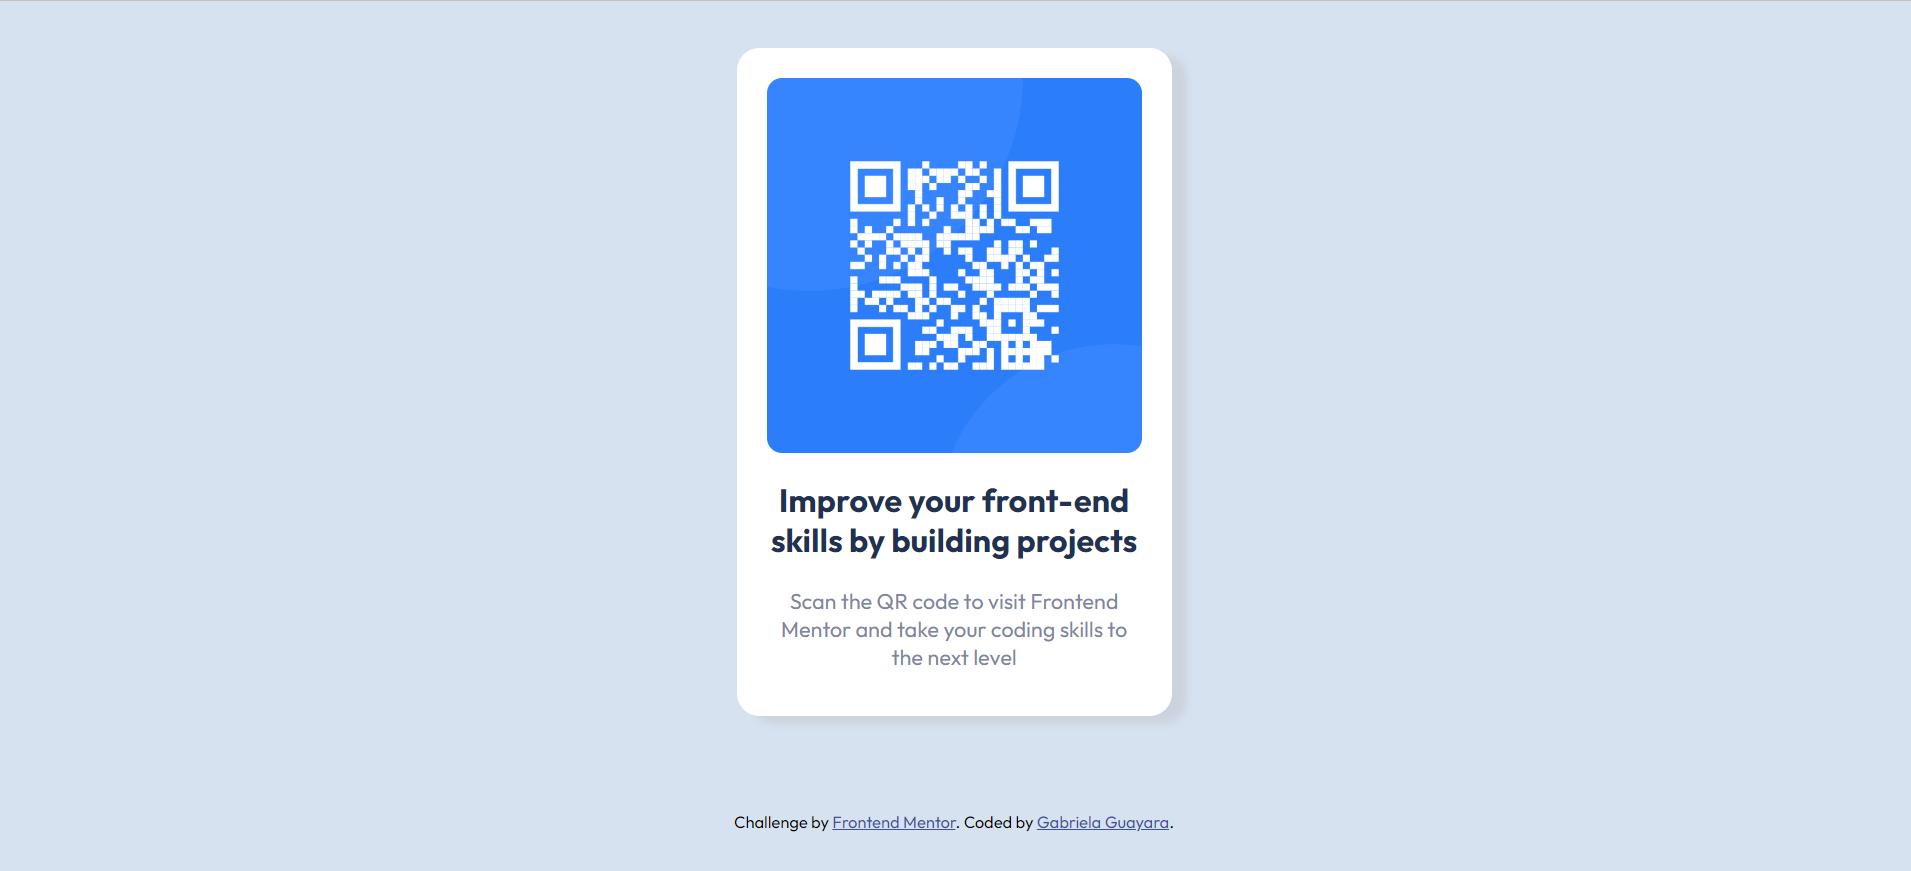 Improve your front-end
skills by building projects
Scan the QR code to visit Frontend
Mentor and take your coding skills to
the next level
Challenge by Frontend Mentor. Coded by Gabriela Guayara.